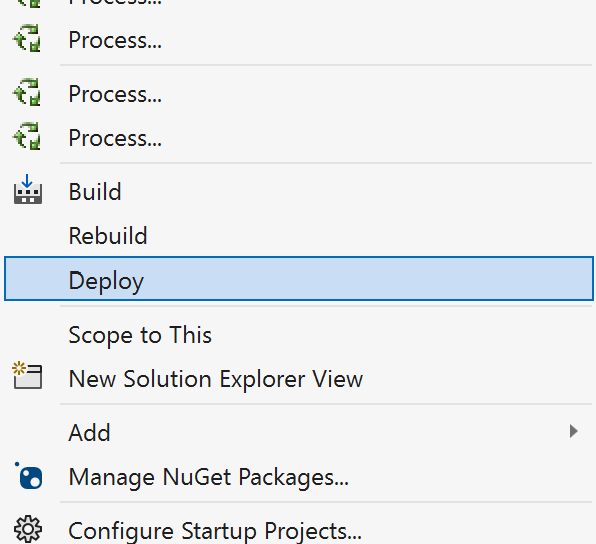 Process...
Process...
Process...
Process...
Build
Rebuild
Deploy
Scope to This
New Solution Explorer View
Add
Manage NuGet Packages...
Configure Startup Projects...